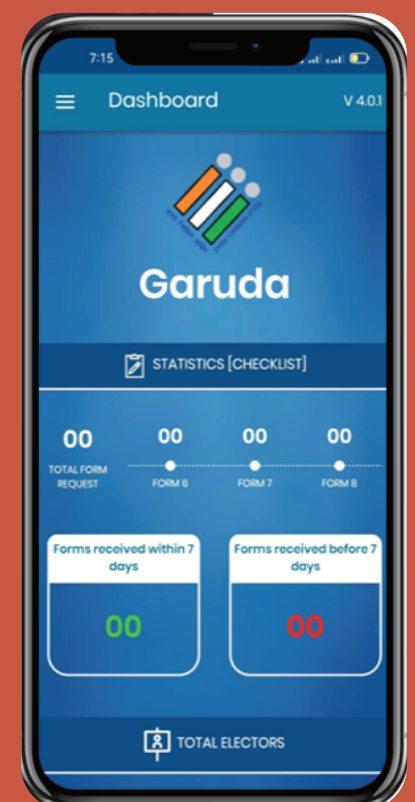 7:15
Dashboard V 4.0.1
Garuda
STATISTICS [CHECKLIST]
00 00 00 00
TOTAL FORM REQUEST FORM 6 FORM 7 FORM 8
Forms received within 7 days
Forms received before 7 days
00 00
TOTAL ELECTORS